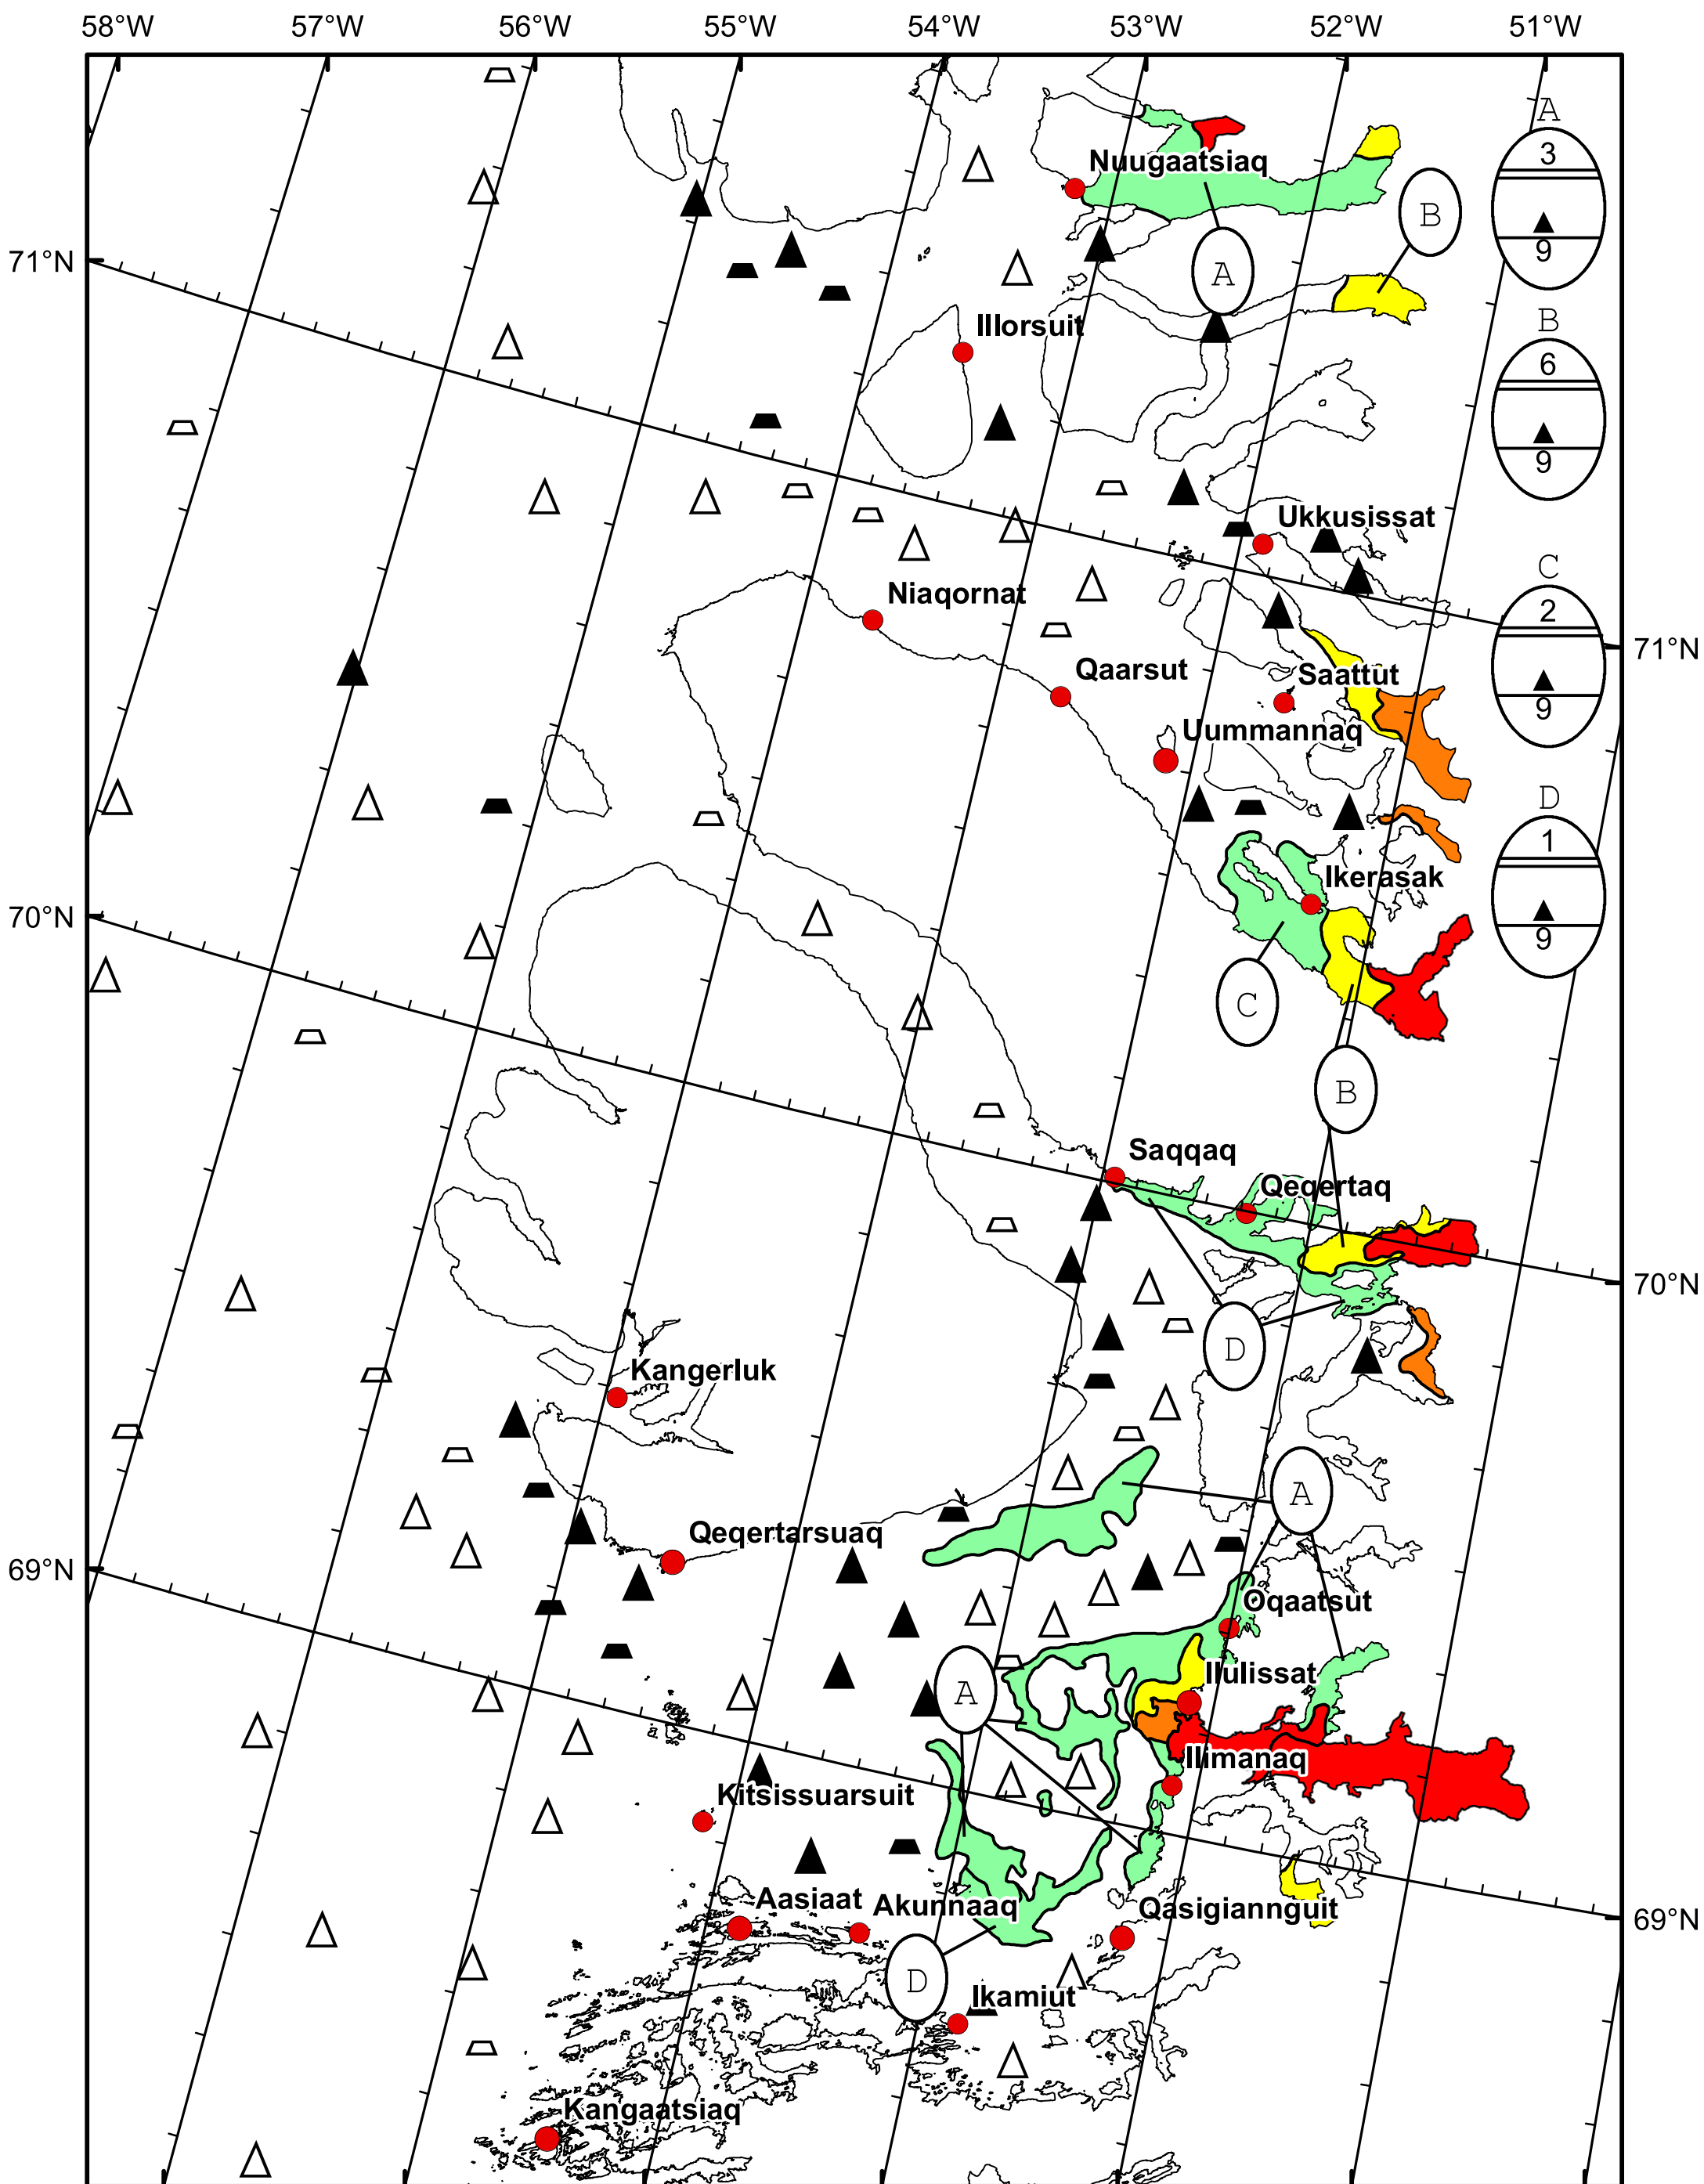 58°W 57°W 56°W 55°W 54°W 53°W 52°W 51°W
A
3
9
Nuugaatsiaq
B
A
71°N
B
6
9
Illorsuit
Ukkusissat
C
2
9
Niaqornat
71°N
Qaarsut
Saattut
Uummannaq
D
1
9
Ikerasak
70°N
C
B
Saqqaq
Qeqertaq
70°N
D
Kangerluk
A
Qeqertarsuaq
69°N
Oqaatsut
A
Ilulissat
Ilimanaq
Kitsissuarsuit
Aasiaat
Akunnaaq
Qasigiannguit
69°N
D
Ikamiut
Kangaatsiaq